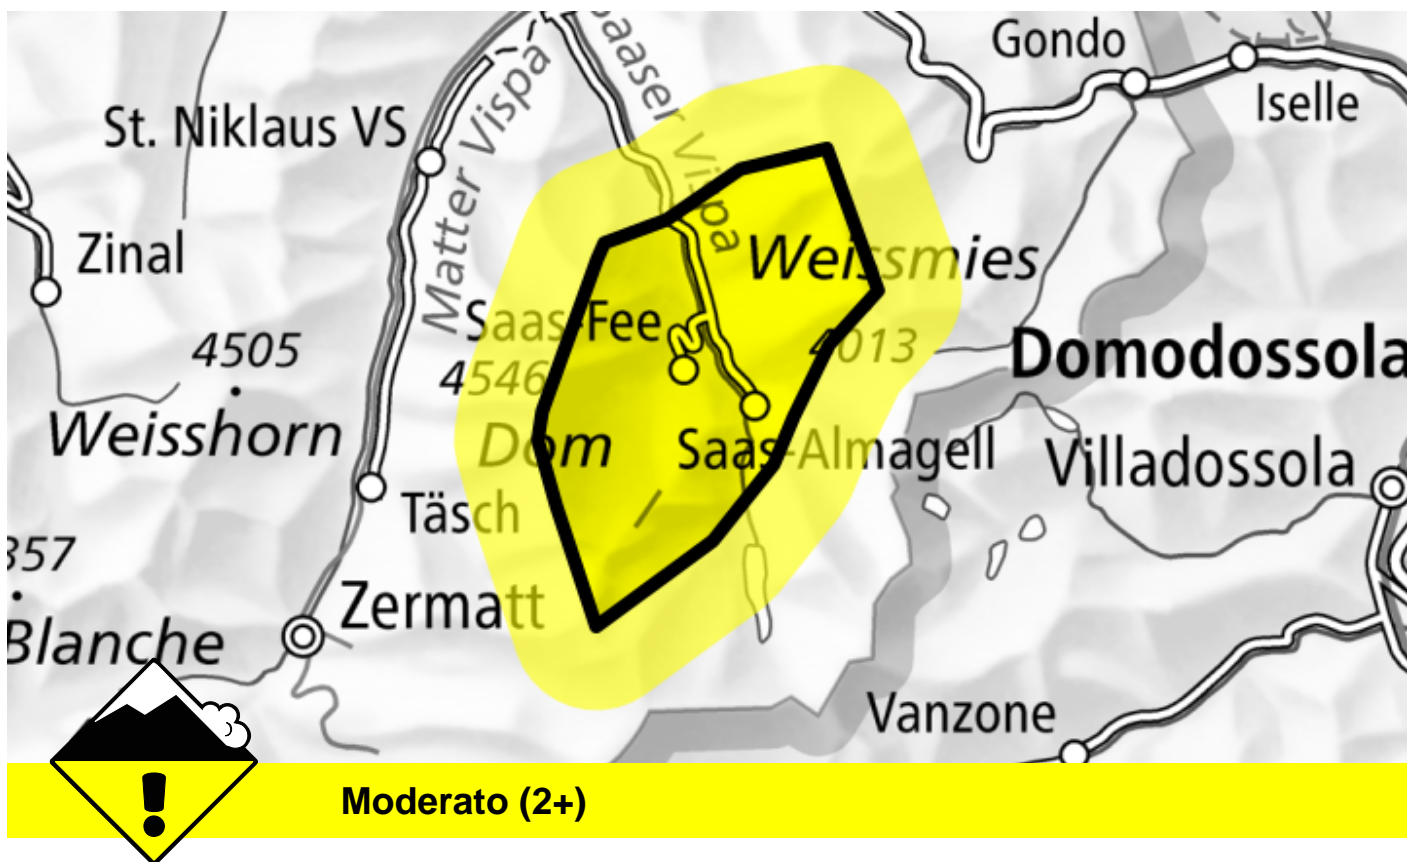 Gondo
Iselle
Saaser Vispa
St. Niklaus VS
Matter Vispa
Zinal
Weissmies
Saas-Fee
4505
4013
4546
Domodossola
Weisshorn
Dom
Saas-Almagell
Villadossola
Täsch
357
Zermatt
Blanche
Vanzone
Moderato (2+)